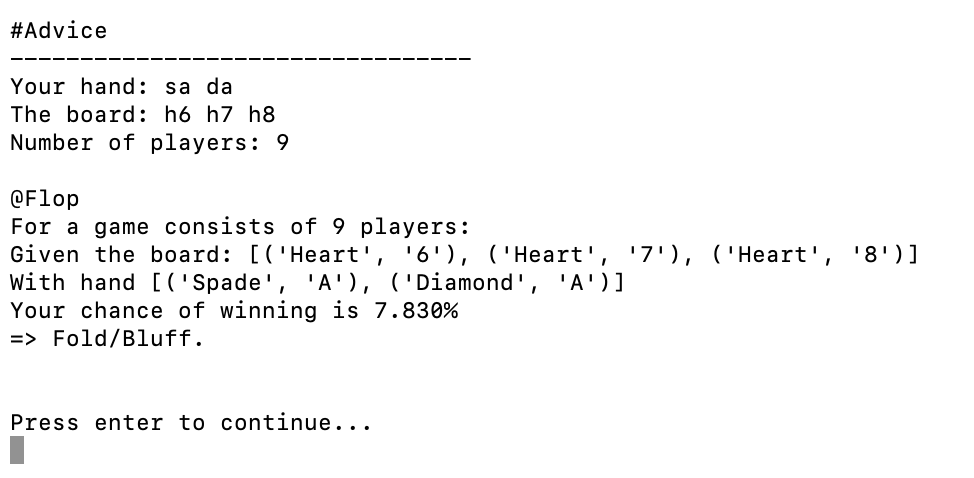 #Advice
---------------------------------
Your hand: sa da
The board: h6 h7 h8
Number of players: 9
@Flop
For a game consists of 9 players:
Given the board: [('Heart', '6'), ('Heart', '7'), ('Heart', '8')]
With hand [('Spade', 'A'), ('Diamond', 'A')]
Your chance of winning is 7.830%
=> Fold/Bluff.
Press enter to continue...